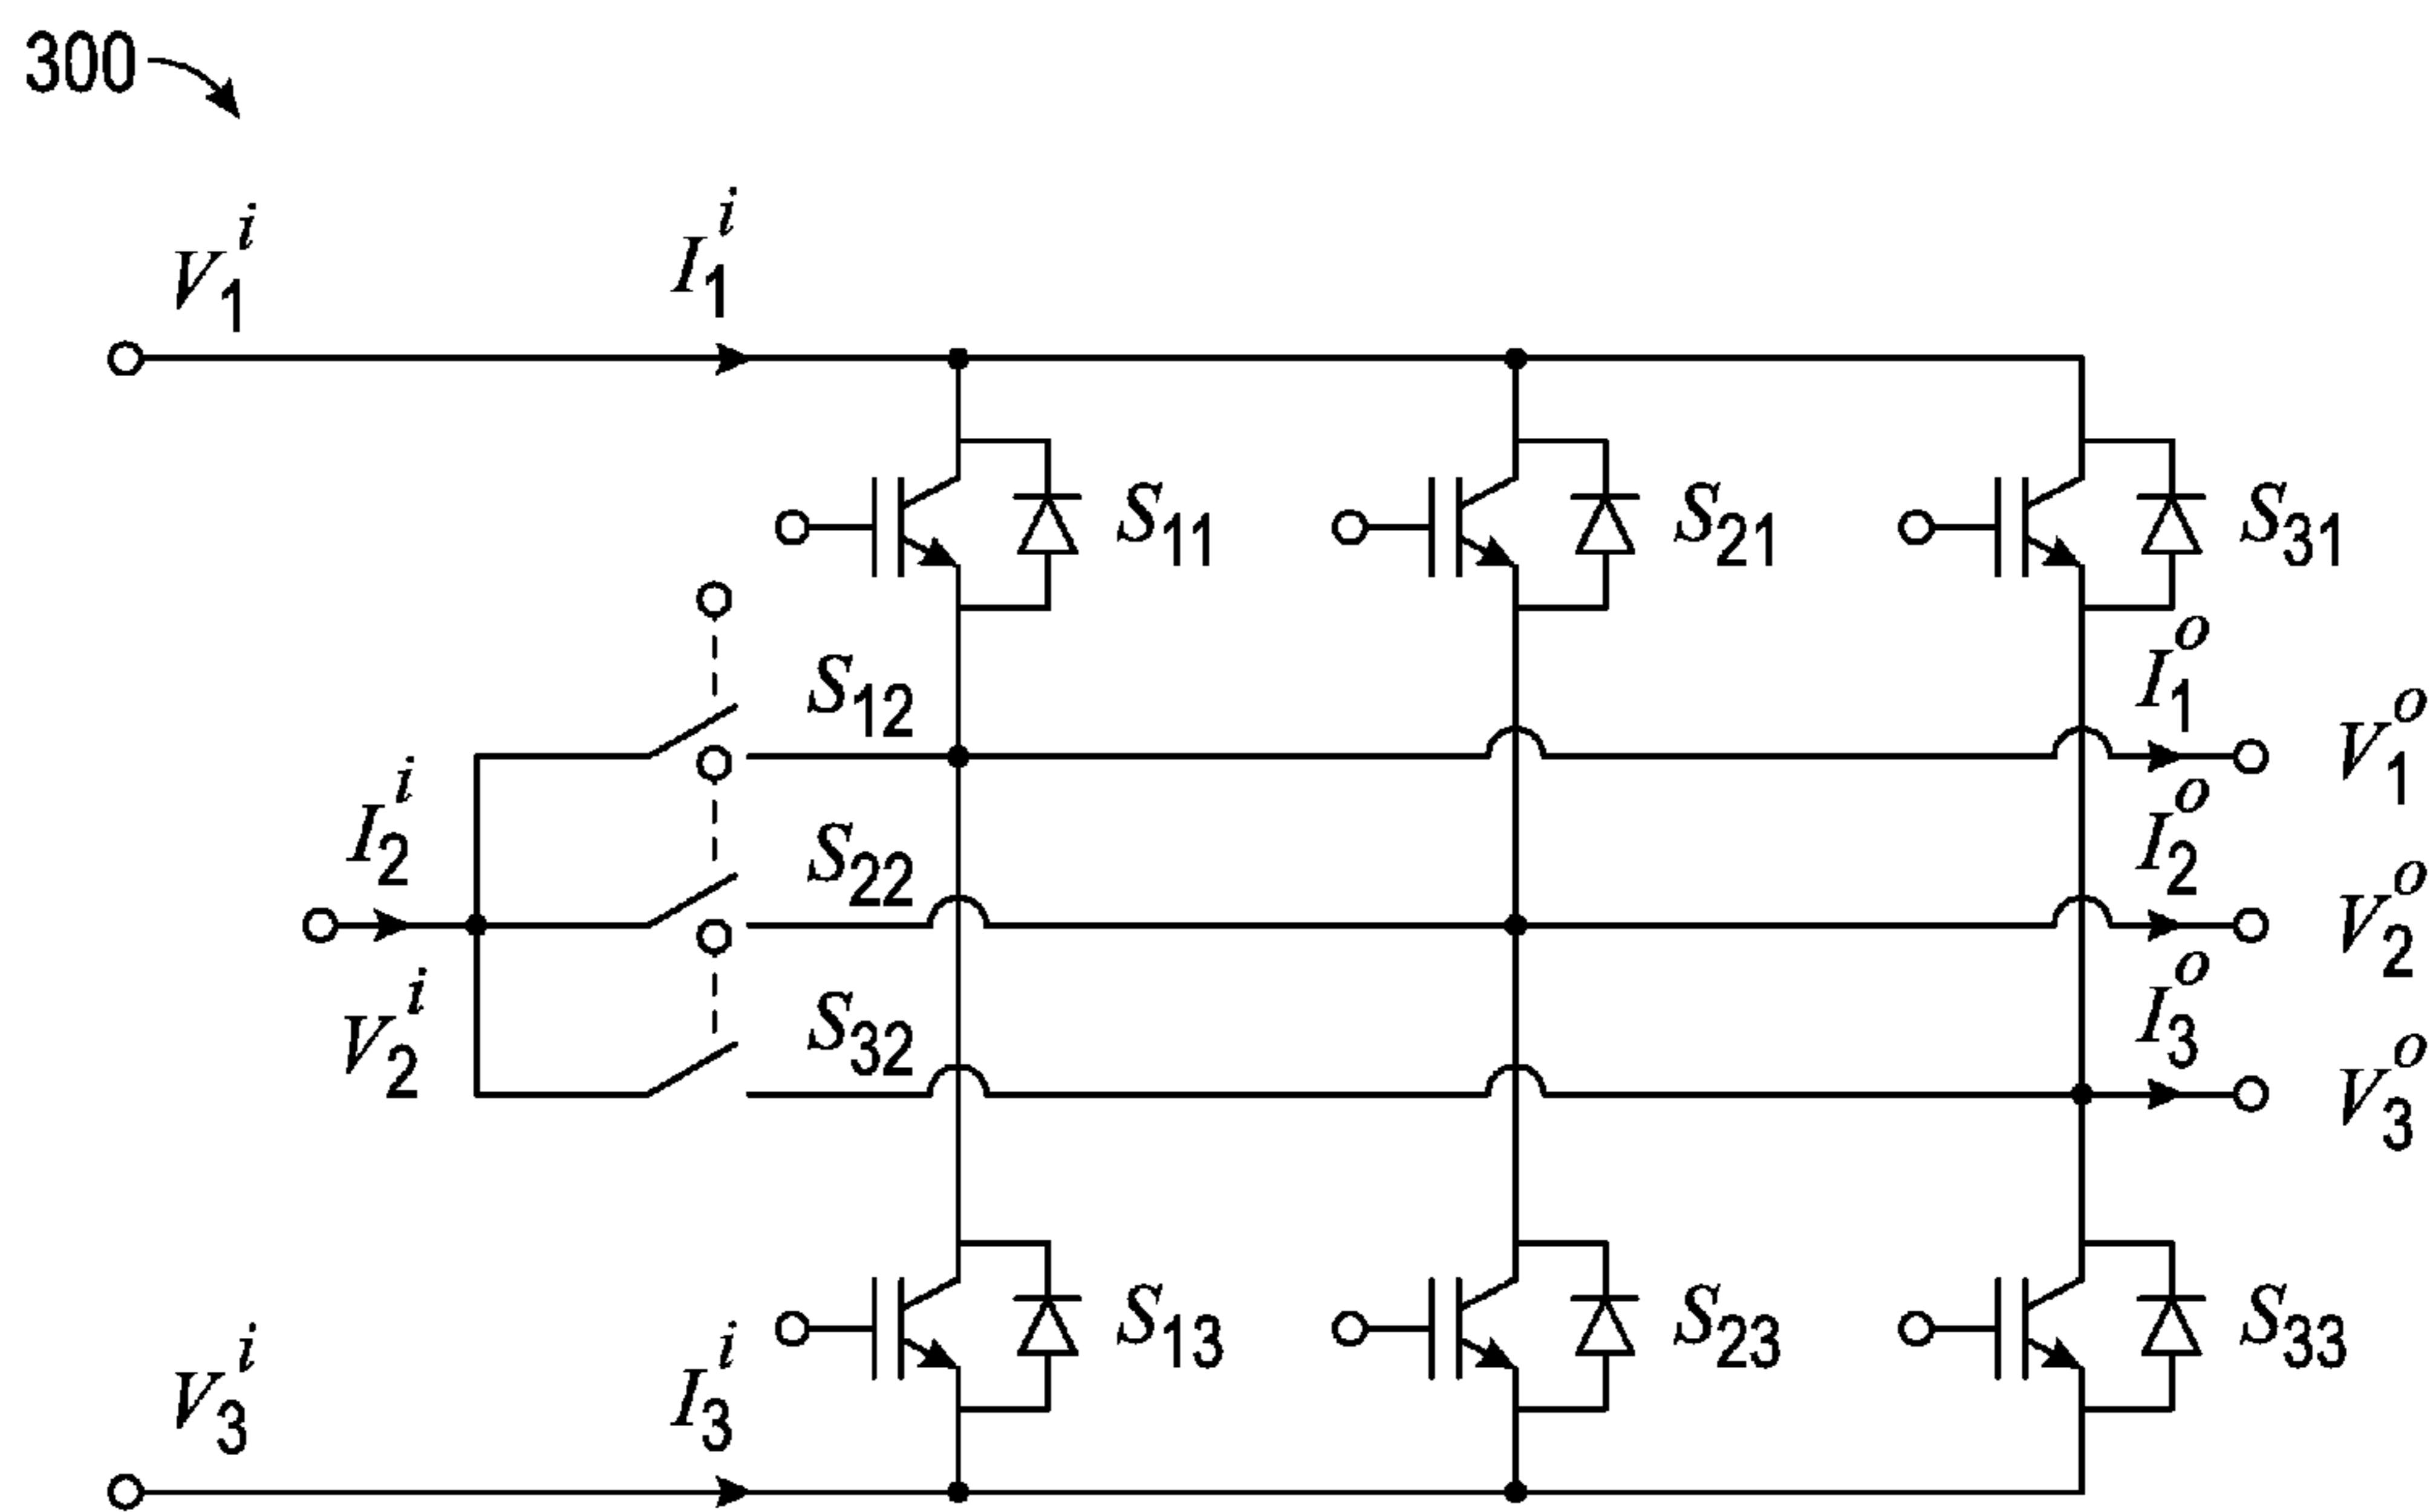 300
V₁ⁱ I₁ⁱ
S₁₁ S₂₁ S₃₁
S₁₂ I₁ᵒ V₁ᵒ
I₂ⁱ S₂₂ I₂ᵒ V₂ᵒ
V₂ⁱ S₃₂ I₃ᵒ V₃ᵒ
S₁₃ S₂₃ S₃₃
V₃ⁱ I₃ⁱ